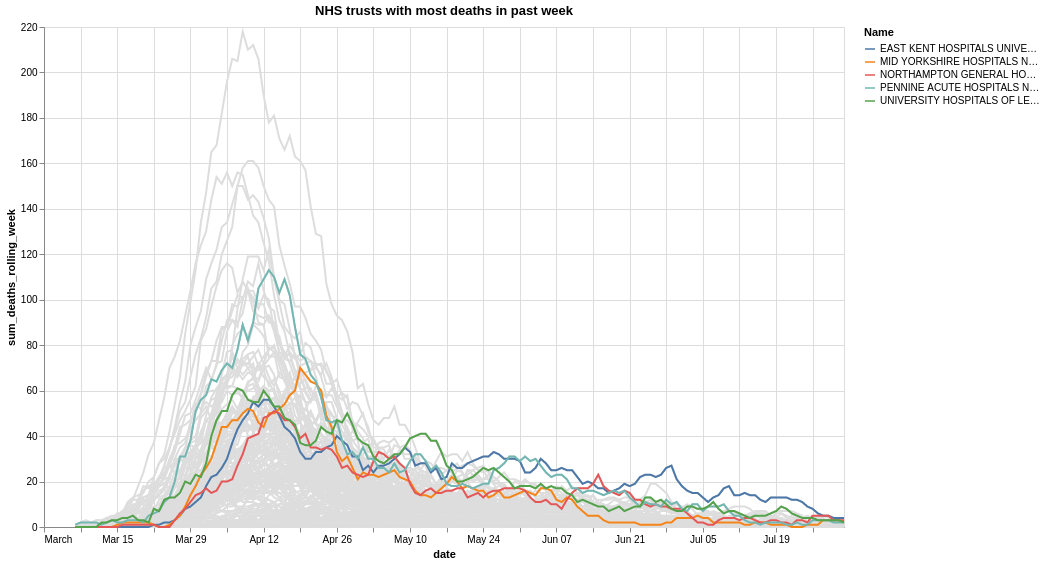 NHS trusts with most deaths in past week
220
200
180
160
140
120
100
80
60
40
20
0
sum_deaths_rolling_week
March
Mar 15
Mar 29
Apr 12
Apr 26
May 10
May 24
Jun 07
Jun 21
Jul 05
Jul 19
date
Name
EAST KENT HOSPITALS UNIVE…
MID YORKSHIRE HOSPITALS N…
NORTHAMPTON GENERAL HO…
PENNINE ACUTE HOSPITALS N…
UNIVERSITY HOSPITALS OF LE…